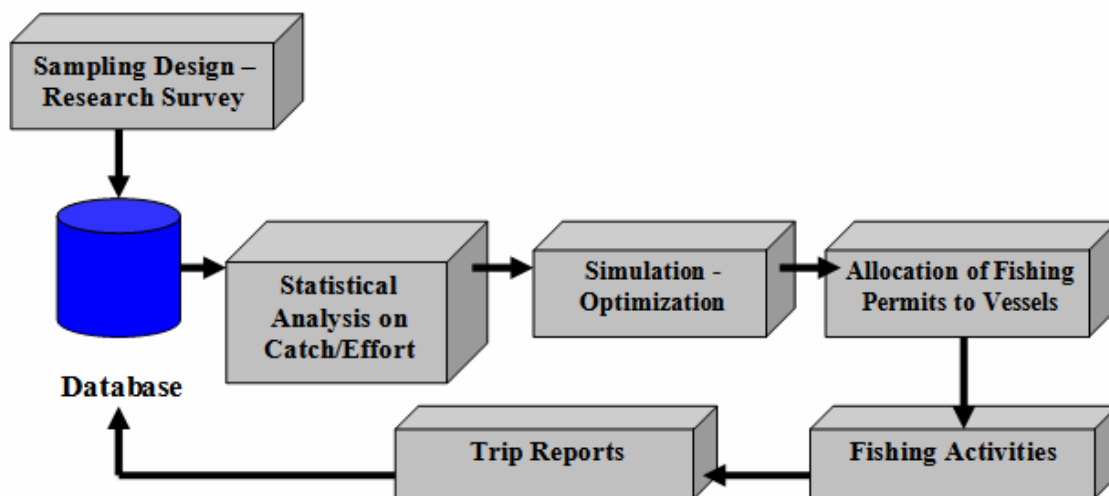 Sampling Design –
Research Survey
Statistical
Analysis on
Catch/Effort
Simulation -
Optimization
Allocation of Fishing
Permits to Vessels
Database
Trip Reports
Fishing Activities